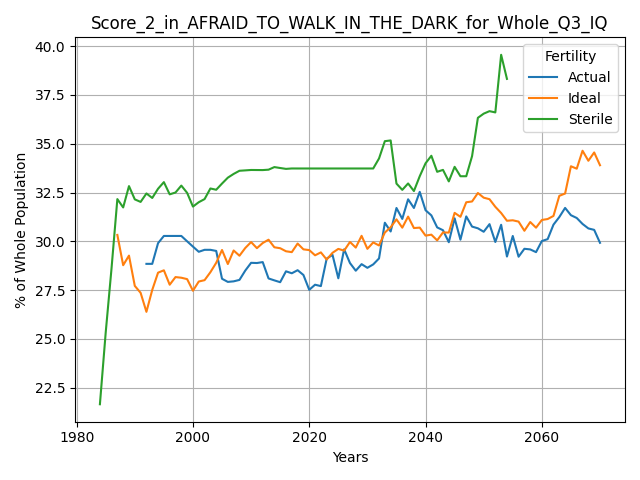 Score_2_in_AFRAID_TO_WALK_IN_THE_DARK_for_Whole_Q3_IQ
40.0
37.5
35.0
32.5
30.0
27.5
25.0
22.5
% of Whole Population
Fertility
Actual
Ideal
Sterile
1980 2000 2020 2040 2060
Years